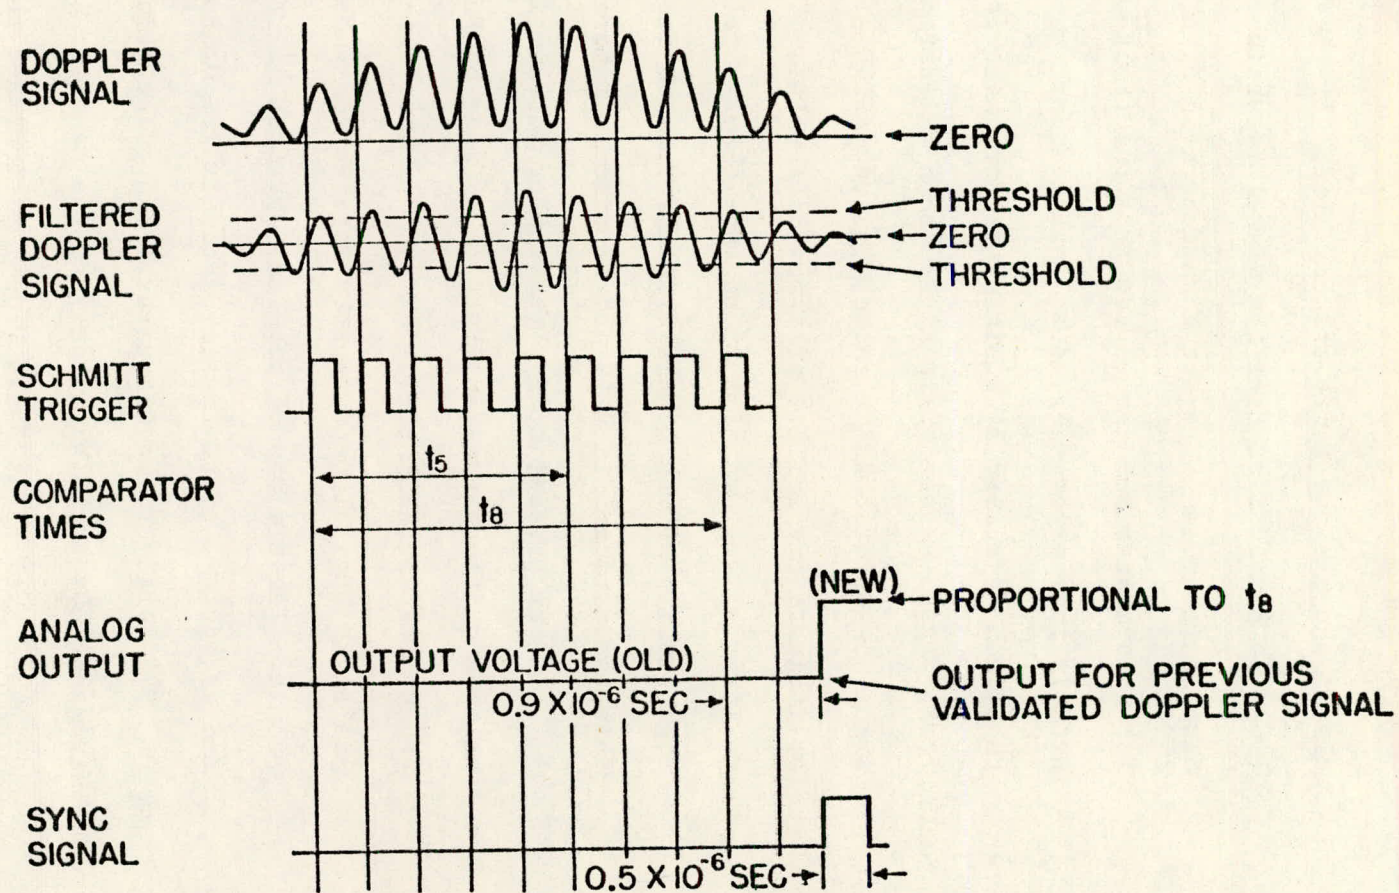 DOPPLER
SIGNAL
ZERO
FILTERED
DOPPLER
SIGNAL
THRESHOLD
ZERO
THRESHOLD
SCHMITT
TRIGGER
COMPARATOR
TIMES
t5
t8
ANALOG
OUTPUT
(NEW)
PROPORTIONAL TO t8
OUTPUT VOLTAGE (OLD)
0.9 X 10-6 SEC
OUTPUT FOR PREVIOUS
VALIDATED DOPPLER SIGNAL
SYNC
SIGNAL
0.5 X 10-6 SEC